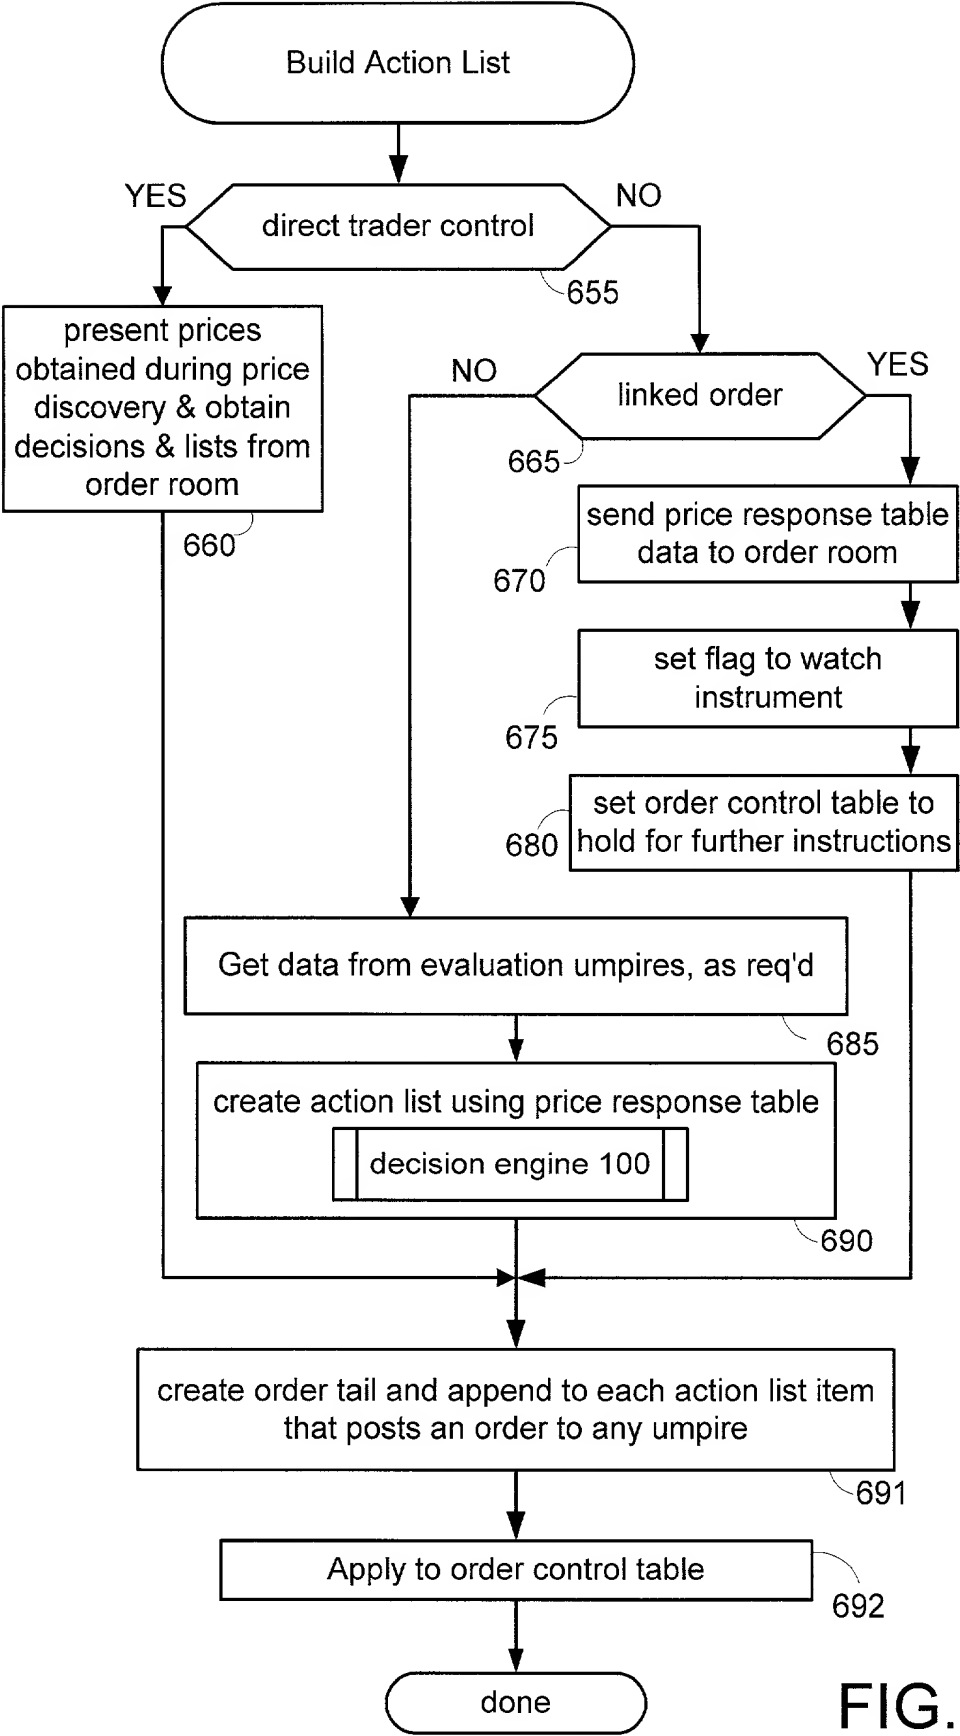 Build Action List
YES
NO
direct trader control
655
present prices
obtained during price
discovery & obtain
decisions & lists from
order room
660
NO
YES
linked order
665
send price response table
data to order room
670
set flag to watch
instrument
675
set order control table to
hold for further instructions
680
Get data from evaluation umpires, as req'd
685
create action list using price response table
decision engine 100
690
create order tail and append to each action list item
that posts an order to any umpire
691
Apply to order control table
692
done
FIG.